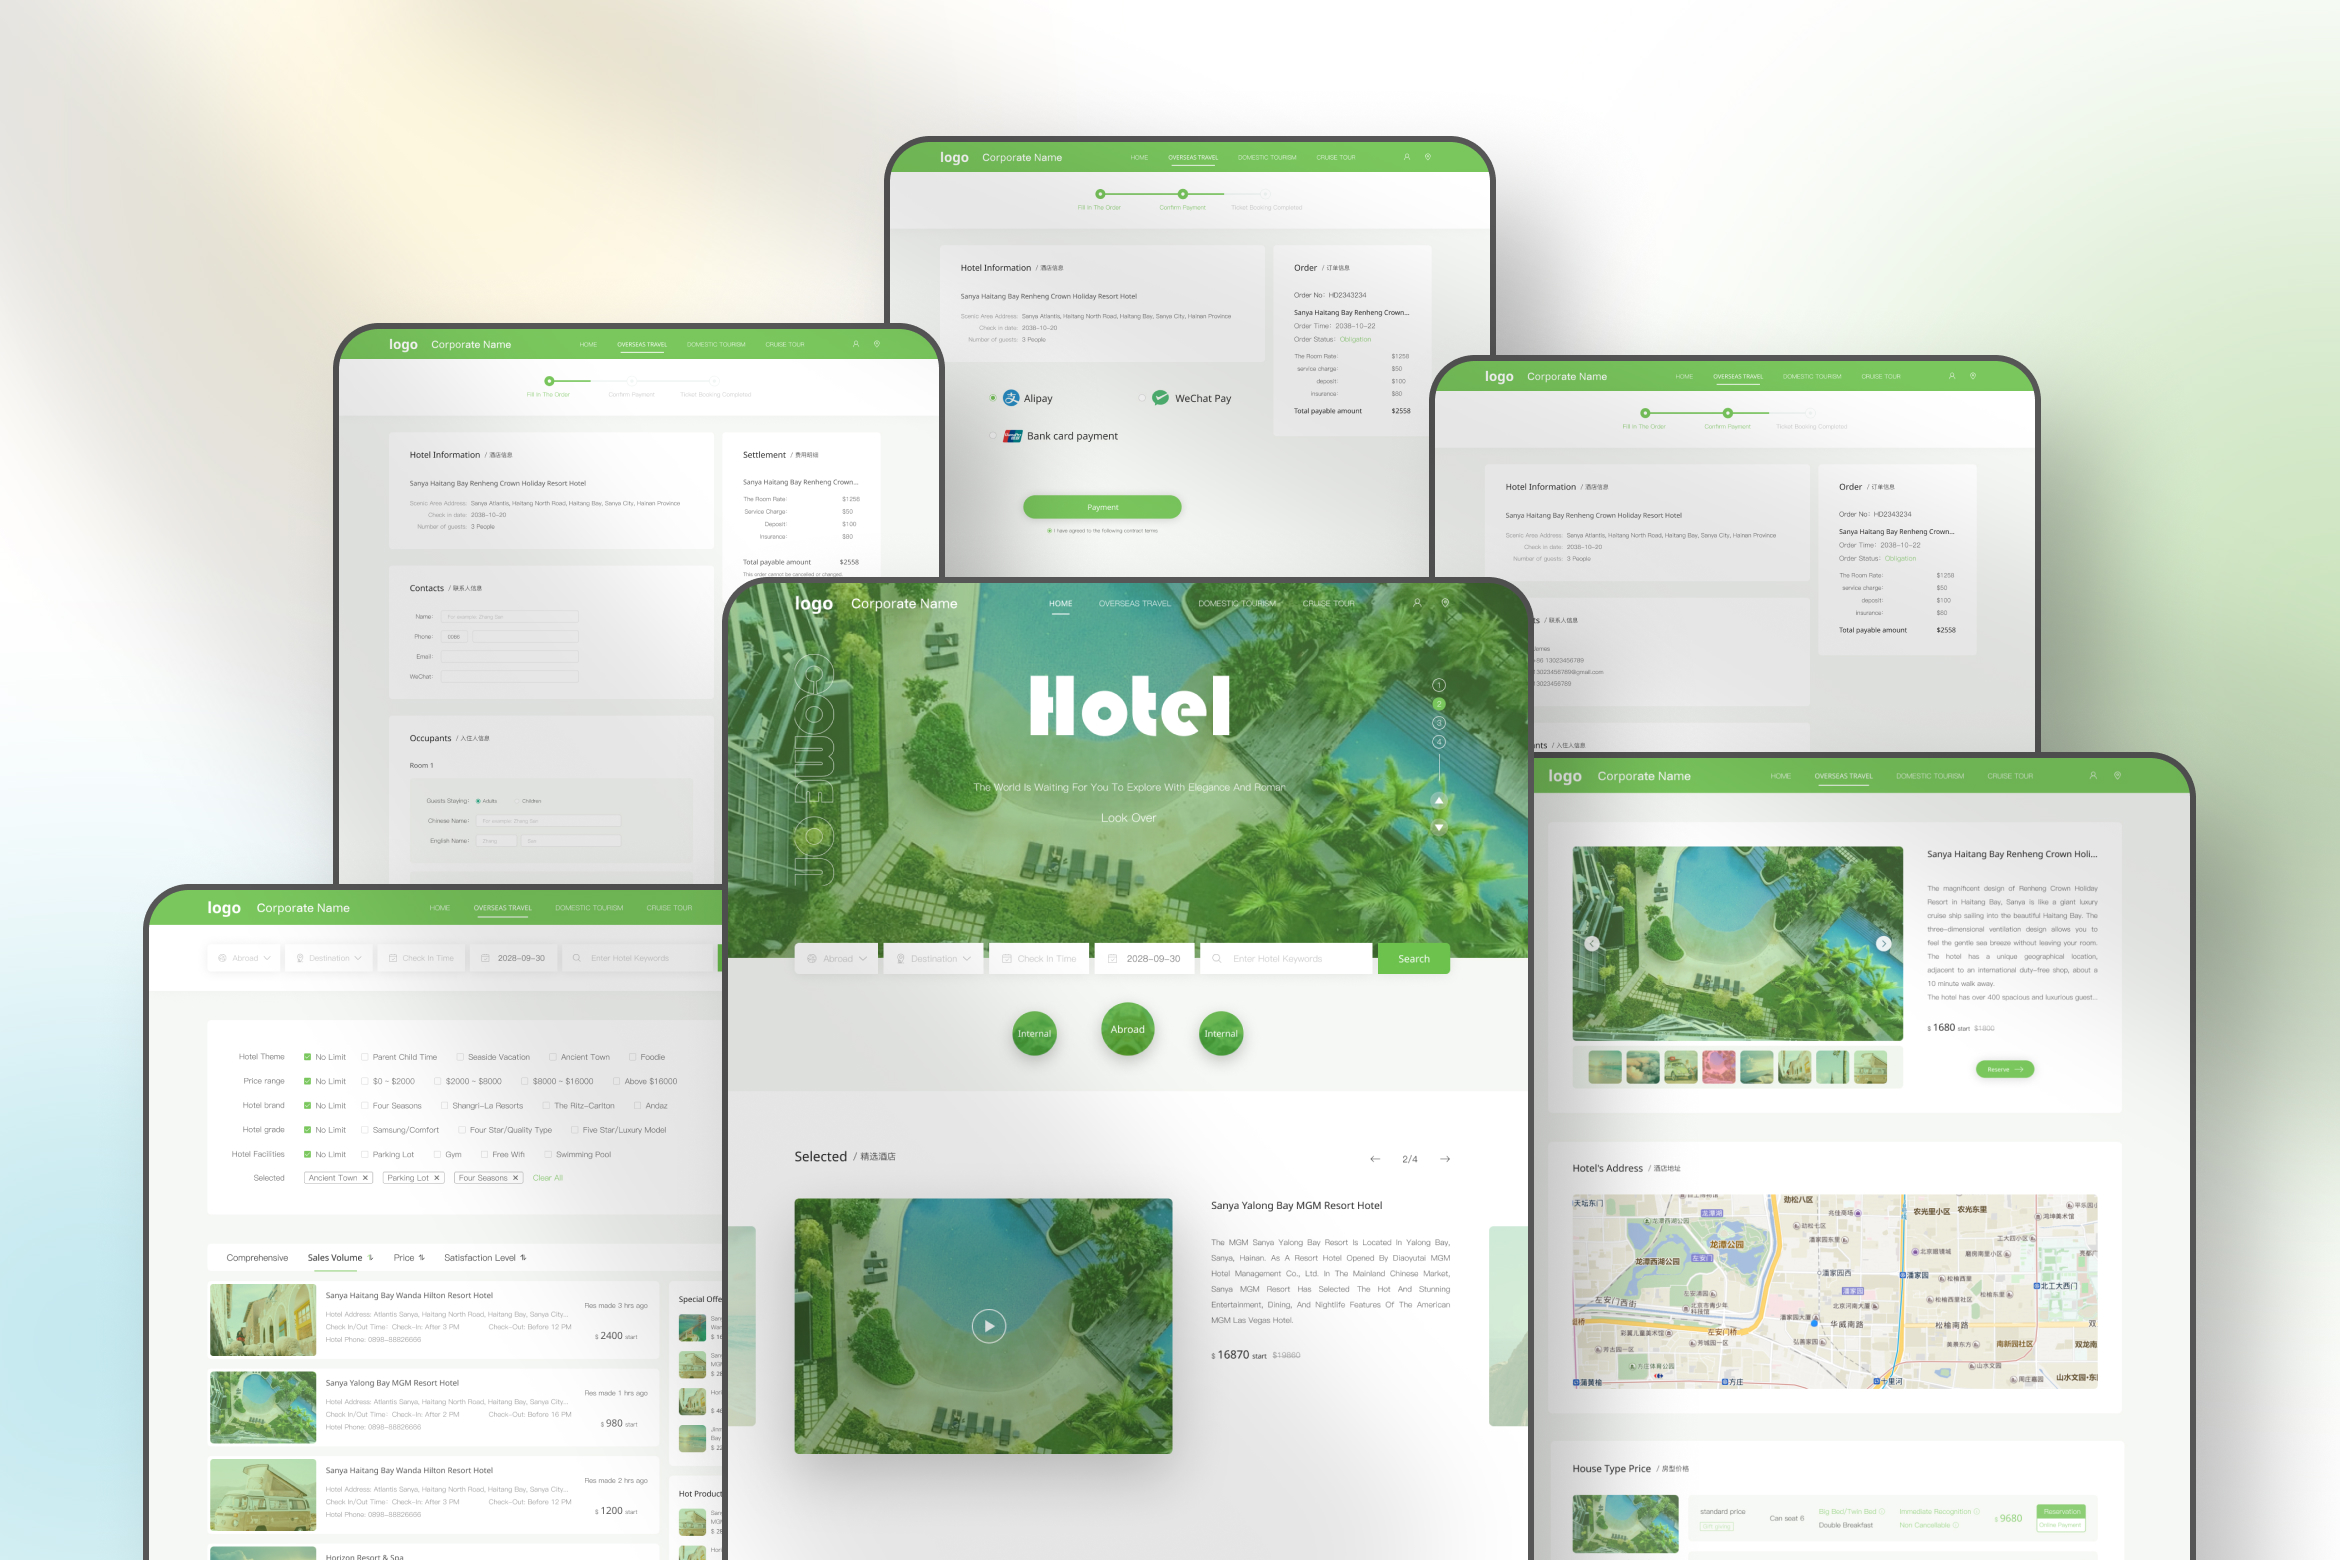 logo Corporate Name HOME OVERSEAS TRAVEL DOMESTIC TOURISM CRUISE TOUR
Fill In The Order Confirm Payment Ticket Booking Completed
Hotel Information / 酒店信息
Sanya Haitang Bay Renheng Crown Holiday Resort Hotel
Scenic Area Address: Sanya Atlantis, Haitang North Road, Haitang Bay, Sanya City, Hainan Province
Check in date: 2038-10-20
Number of guests: 3 People
Order / 订单信息
Order No: HD2343234
Sanya Haitang Bay Renheng Crown...
Order Time: 2038-10-22
Order Status: Obligation
The Room Rate: $1258
service charge: $50
deposit: $100
insurance: $80
Total payable amount $2558
Alipay
WeChat Pay
Bank card payment
Payment
I have agreed to the following contract terms
logo Corporate Name HOME OVERSEAS TRAVEL DOMESTIC TOURISM CRUISE TOUR
Fill In The Order Confirm Payment Ticket Booking Completed
Hotel Information / 酒店信息
Sanya Haitang Bay Renheng Crown Holiday Resort Hotel
Scenic Area Address: Sanya Atlantis, Haitang North Road, Haitang Bay, Sanya City, Hainan Province
Check in date: 2038-10-20
Number of guests: 3 People
Settlement / 费用明细
Sanya Haitang Bay Renheng Crown...
The Room Rate: $1258
Service Charge: $50
Deposit: $100
Insurance: $80
Total payable amount $2558
This order cannot be cancelled or changed.
Contacts / 联系人信息
Name: For example: Zhang San
Phone: 0086
Email:
WeChat:
Occupants / 入住人信息
Room 1
Guests Staying: Adults Children
Chinese Name: For example: Zhang San
English Name: Zhang San
logo Corporate Name HOME OVERSEAS TRAVEL DOMESTIC TOURISM CRUISE TOUR
Fill In The Order Confirm Payment Ticket Booking Completed
Hotel Information / 酒店信息
Sanya Haitang Bay Renheng Crown Holiday Resort Hotel
Scenic Area Address: Sanya Atlantis, Haitang North Road, Haitang Bay, Sanya City, Hainan Province
Check in date: 2038-10-20
Number of guests: 3 People
Order / 订单信息
Order No: HD2343234
Sanya Haitang Bay Renheng Crown...
Order Time: 2038-10-22
Order Status: Obligation
The Room Rate: $1258
service charge: $50
deposit: $100
insurance: $80
Total payable amount $2558
ts / 联系人信息
13023456789
3023456789@gmail.com
3023456789
nts / 入住人信息
logo Corporate Name HOME OVERSEAS TRAVEL DOMESTIC TOURISM CRUISE TOUR
Hotel
The World Is Waiting For You To Explore With Elegance And Roman
Look Over
1
2
3
4
Abroad Destination Check In Time 2028-09-30 Enter Hotel Keywords Search
Internal Abroad Internal
Selected / 精选酒店
2/4
Sanya Yalong Bay MGM Resort Hotel
The MGM Sanya Yalong Bay Resort Is Located In Yalong Bay,
Sanya, Hainan. As A Resort Hotel Opened By Diaoyutai MGM
Hotel Management Co., Ltd. In The Mainland Chinese Market,
Sanya MGM Resort Has Selected The Hot And Stunning
Entertainment, Dining, And Nightlife Features Of The American
MGM Las Vegas Hotel.
$ 16870 start $19860
logo Corporate Name HOME OVERSEAS TRAVEL DOMESTIC TOURISM CRUISE TOUR
Abroad Destination Check In Time 2028-09-30 Enter Hotel Keywords
Hotel Theme No Limit Parent Child Time Seaside Vacation Ancient Town Foodie
Price range No Limit $0 ~ $2000 $2000 ~ $8000 $8000 ~ $16000 Above $16000
Hotel brand No Limit Four Seasons Shangri-La Resorts The Ritz-Carlton Andaz
Hotel grade No Limit Samsung/Comfort Four Star/Quality Type Five Star/Luxury Model
Hotel Facilities No Limit Parking Lot Gym Free Wifi Swimming Pool
Selected Ancient Town × Parking Lot × Four Seasons × Clear All
Comprehensive Sales Volume Price Satisfaction Level
Sanya Haitang Bay Wanda Hilton Resort Hotel
Res made 3 hrs ago
Hotel Address: Atlantis Sanya, Haitang North Road, Haitang Bay, Sanya City...
Check In/Out Time: Check-In: After 3 PM Check-Out: Before 12 PM
Hotel Phone: 0898-88826666
$ 2400 start
Sanya Yalong Bay MGM Resort Hotel
Res made 1 hrs ago
Hotel Address: Atlantis Sanya, Haitang North Road, Haitang Bay, Sanya City...
Check In/Out Time: Check-In: After 2 PM Check-Out: Before 16 PM
Hotel Phone: 0898-88826666
$ 980 start
Sanya Haitang Bay Wanda Hilton Resort Hotel
Res made 2 hrs ago
Hotel Address: Atlantis Sanya, Haitang North Road, Haitang Bay, Sanya City...
Check In/Out Time: Check-In: After 3 PM Check-Out: Before 12 PM
Hotel Phone: 0898-88826666
$ 1200 start
Horizon Resort & Spa
Special Offe
Hot Product
logo Corporate Name HOME OVERSEAS TRAVEL DOMESTIC TOURISM CRUISE TOUR
Sanya Haitang Bay Renheng Crown Holi...
The magnificent design of Renheng Crown Holiday
Resort in Haitang Bay, Sanya is like a giant luxury
cruise ship sailing into the beautiful Haitang Bay. The
three-dimensional ventilation design allows you to
feel the gentle sea breeze without leaving your room.
The hotel has a unique geographical location,
adjacent to an international duty-free shop, about a
10 minute walk away.
The hotel has over 400 spacious and luxurious guest...
$ 1680 start $1800
Reserve
Hotel's Address / 酒店地址
天坛东门
劲松八区
农光里小区
农光东里
龙潭公园
龙潭西湖公园
左安门
潘家园西
潘家园
北工大西门
左安门西街
左安门桥
华威南路
松榆南路
南新园社区
双龙南
蒲黄榆
方庄
十里河
山水文园·东
House Type Price / 房型价格
standard price Can seat 6 Big Bed/Twin Bed Immediate Recognition $ 9680 Reservation
Double Breakfast Non Cancellable Online Payment